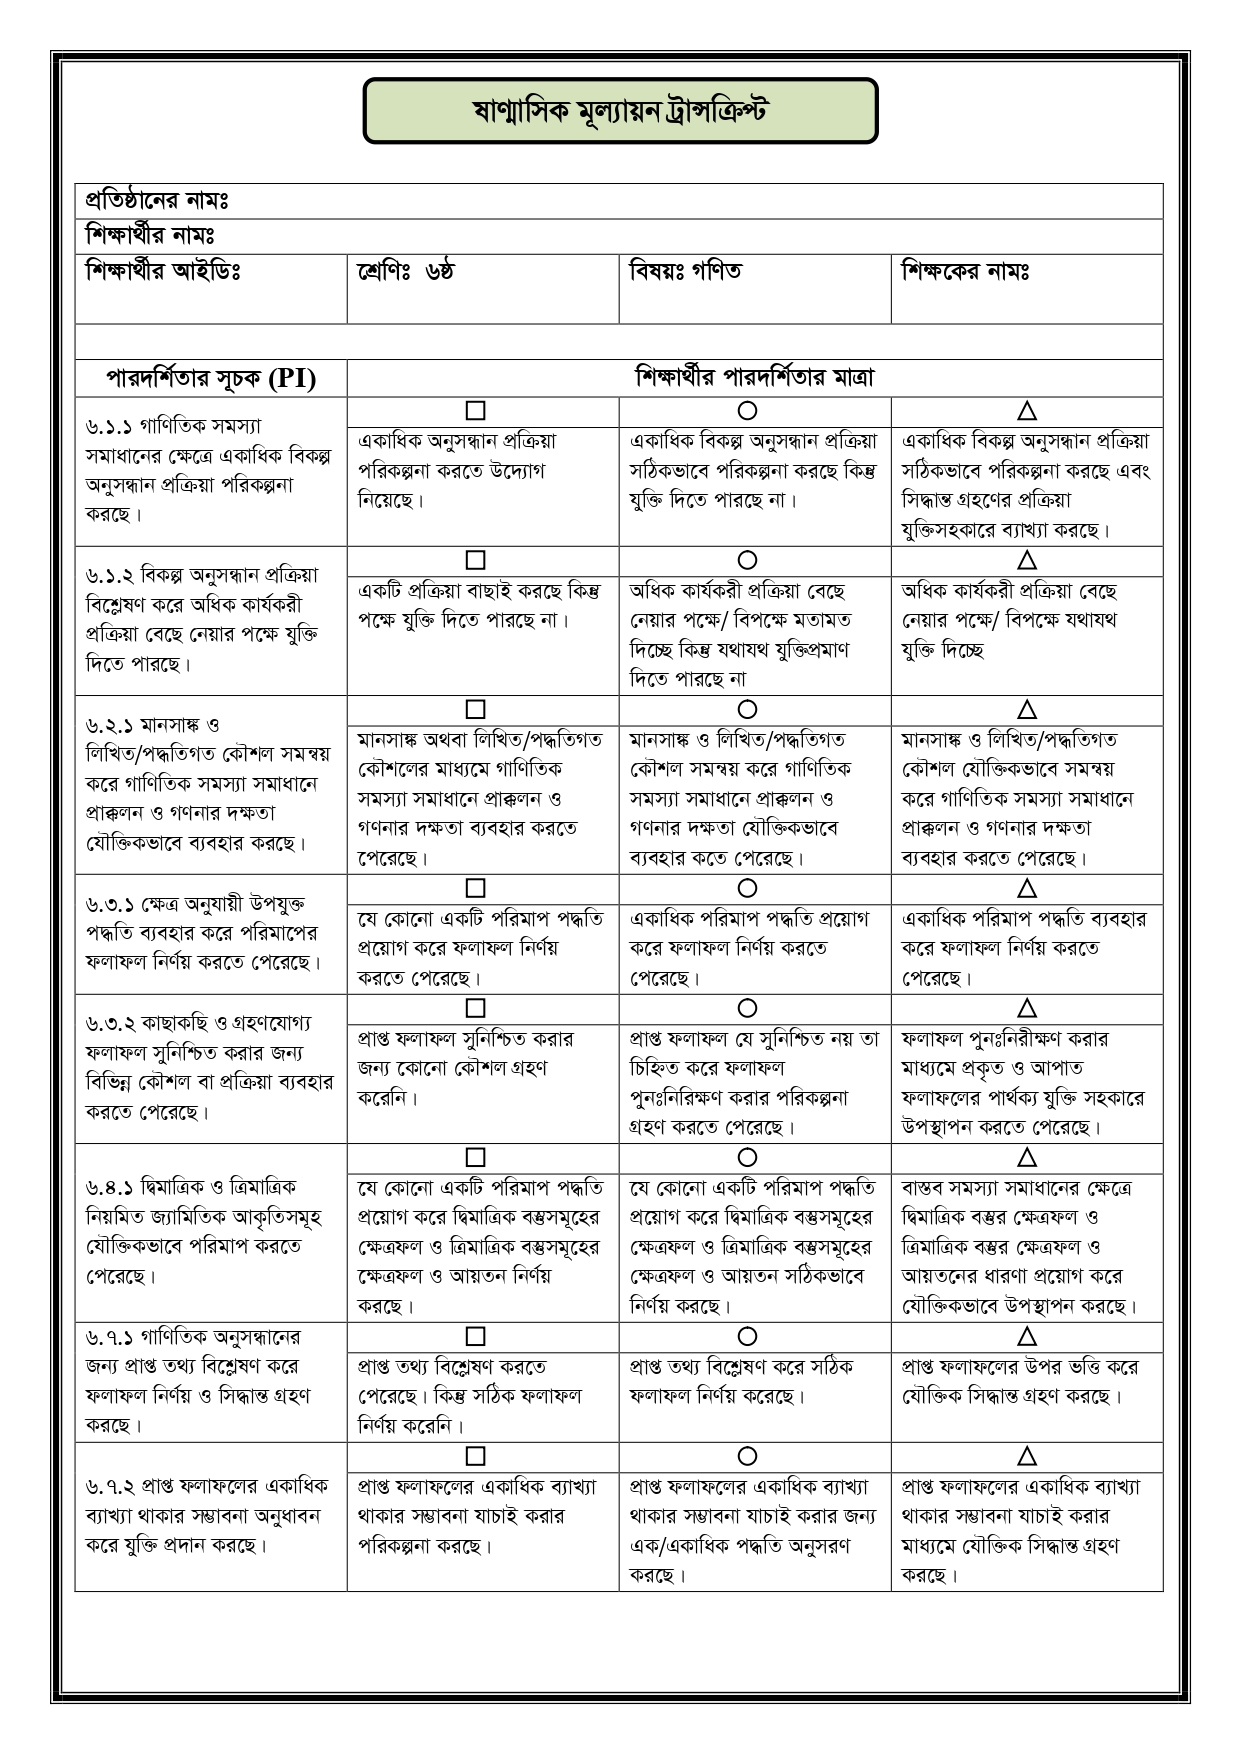 ষাণ্মাসিক মূল্যায়ন ট্রান্সক্রিপ্ট
প্রতিষ্ঠানের নামঃ
শিক্ষার্থীর নামঃ
শিক্ষার্থীর আইডিঃ শ্রেণিঃ ৬ষ্ঠ বিষয়ঃ গণিত শিক্ষকের নামঃ
পারদর্শিতার সূচক (PI) শিক্ষার্থীর পারদর্শিতার মাত্রা
৬.১.১ গাণিতিক সমস্যা
সমাধানের ক্ষেত্রে একাধিক বিকল্প
অনুসন্ধান প্রক্রিয়া পরিকল্পনা
করছে।
□ ○ △
একাধিক অনুসন্ধান প্রক্রিয়া
পরিকল্পনা করতে উদ্যোগ
নিয়েছে।
একাধিক বিকল্প অনুসন্ধান প্রক্রিয়া
সঠিকভাবে পরিকল্পনা করছে কিন্তু
যুক্তি দিতে পারছে না।
একাধিক বিকল্প অনুসন্ধান প্রক্রিয়া
সঠিকভাবে পরিকল্পনা করছে এবং
সিদ্ধান্ত গ্রহণের প্রক্রিয়া
যুক্তিসহকারে ব্যাখ্যা করছে।
৬.১.২ বিকল্প অনুসন্ধান প্রক্রিয়া
বিশ্লেষণ করে অধিক কার্যকরী
প্রক্রিয়া বেছে নেয়ার পক্ষে যুক্তি
দিতে পারছে।
□ ○ △
একটি প্রক্রিয়া বাছাই করছে কিন্তু
পক্ষে যুক্তি দিতে পারছে না।
অধিক কার্যকরী প্রক্রিয়া বেছে
নেয়ার পক্ষে/ বিপক্ষে মতামত
দিচ্ছে কিন্তু যথাযথ যুক্তিপ্রমাণ
দিতে পারছে না
অধিক কার্যকরী প্রক্রিয়া বেছে
নেয়ার পক্ষে/ বিপক্ষে যথাযথ
যুক্তি দিচ্ছে
৬.২.১ মানসাঙ্ক ও
লিখিত/পদ্ধতিগত কৌশল সমন্বয়
করে গাণিতিক সমস্যা সমাধানে
প্রাক্কলন ও গণনার দক্ষতা
যৌক্তিকভাবে ব্যবহার করছে।
□ ○ △
মানসাঙ্ক অথবা লিখিত/পদ্ধতিগত
কৌশলের মাধ্যমে গাণিতিক
সমস্যা সমাধানে প্রাক্কলন ও
গণনার দক্ষতা ব্যবহার করতে
পেরেছে।
মানসাঙ্ক ও লিখিত/পদ্ধতিগত
কৌশল সমন্বয় করে গাণিতিক
সমস্যা সমাধানে প্রাক্কলন ও
গণনার দক্ষতা যৌক্তিকভাবে
ব্যবহার কতে পেরেছে।
মানসাঙ্ক ও লিখিত/পদ্ধতিগত
কৌশল যৌক্তিকভাবে সমন্বয়
করে গাণিতিক সমস্যা সমাধানে
প্রাক্কলন ও গণনার দক্ষতা
ব্যবহার করতে পেরেছে।
৬.৩.১ ক্ষেত্র অনুযায়ী উপযুক্ত
পদ্ধতি ব্যবহার করে পরিমাপের
ফলাফল নির্ণয় করতে পেরেছে।
□ ○ △
যে কোনো একটি পরিমাপ পদ্ধতি
প্রয়োগ করে ফলাফল নির্ণয়
করতে পেরেছে।
একাধিক পরিমাপ পদ্ধতি প্রয়োগ
করে ফলাফল নির্ণয় করতে
পেরেছে।
একাধিক পরিমাপ পদ্ধতি ব্যবহার
করে ফলাফল নির্ণয় করতে
পেরেছে।
৬.৩.২ কাছাকছি ও গ্রহণযোগ্য
ফলাফল সুনিশ্চিত করার জন্য
বিভিন্ন কৌশল বা প্রক্রিয়া ব্যবহার
করতে পেরেছে।
□ ○ △
প্রাপ্ত ফলাফল সুনিশ্চিত করার
জন্য কোনো কৌশল গ্রহণ
করেনি।
প্রাপ্ত ফলাফল যে সুনিশ্চিত নয় তা
চিহ্নিত করে ফলাফল
পুনঃনিরিক্ষণ করার পরিকল্পনা
গ্রহণ করতে পেরেছে।
ফলাফল পুনঃনিরীক্ষণ করার
মাধ্যমে প্রকৃত ও আপাত
ফলাফলের পার্থক্য যুক্তি সহকারে
উপস্থাপন করতে পেরেছে।
৬.৪.১ দ্বিমাত্রিক ও ত্রিমাত্রিক
নিয়মিত জ্যামিতিক আকৃতিসমূহ
যৌক্তিকভাবে পরিমাপ করতে
পেরেছে।
□ ○ △
যে কোনো একটি পরিমাপ পদ্ধতি
প্রয়োগ করে দ্বিমাত্রিক বস্তুসমূহের
ক্ষেত্রফল ও ত্রিমাত্রিক বস্তুসমূহের
ক্ষেত্রফল ও আয়তন নির্ণয়
করছে।
যে কোনো একটি পরিমাপ পদ্ধতি
প্রয়োগ করে দ্বিমাত্রিক বস্তুসমূহের
ক্ষেত্রফল ও ত্রিমাত্রিক বস্তুসমূহের
ক্ষেত্রফল ও আয়তন সঠিকভাবে
নির্ণয় করছে।
বাস্তব সমস্যা সমাধানের ক্ষেত্রে
দ্বিমাত্রিক বস্তুর ক্ষেত্রফল ও
ত্রিমাত্রিক বস্তুর ক্ষেত্রফল ও
আয়তনের ধারণা প্রয়োগ করে
যৌক্তিকভাবে উপস্থাপন করছে।
৬.৭.১ গাণিতিক অনুসন্ধানের
জন্য প্রাপ্ত তথ্য বিশ্লেষণ করে
ফলাফল নির্ণয় ও সিদ্ধান্ত গ্রহণ
করছে।
□ ○ △
প্রাপ্ত তথ্য বিশ্লেষণ করতে
পেরেছে। কিন্তু সঠিক ফলাফল
নির্ণয় করেনি।
প্রাপ্ত তথ্য বিশ্লেষণ করে সঠিক
ফলাফল নির্ণয় করেছে।
প্রাপ্ত ফলাফলের উপর ভত্তি করে
যৌক্তিক সিদ্ধান্ত গ্রহণ করছে।
৬.৭.২ প্রাপ্ত ফলাফলের একাধিক
ব্যাখ্যা থাকার সম্ভাবনা অনুধাবন
করে যুক্তি প্রদান করছে।
□ ○ △
প্রাপ্ত ফলাফলের একাধিক ব্যাখ্যা
থাকার সম্ভাবনা যাচাই করার
পরিকল্পনা করছে।
প্রাপ্ত ফলাফলের একাধিক ব্যাখ্যা
থাকার সম্ভাবনা যাচাই করার জন্য
এক/একাধিক পদ্ধতি অনুসরণ
করছে।
প্রাপ্ত ফলাফলের একাধিক ব্যাখ্যা
থাকার সম্ভাবনা যাচাই করার
মাধ্যমে যৌক্তিক সিদ্ধান্ত গ্রহণ
করছে।